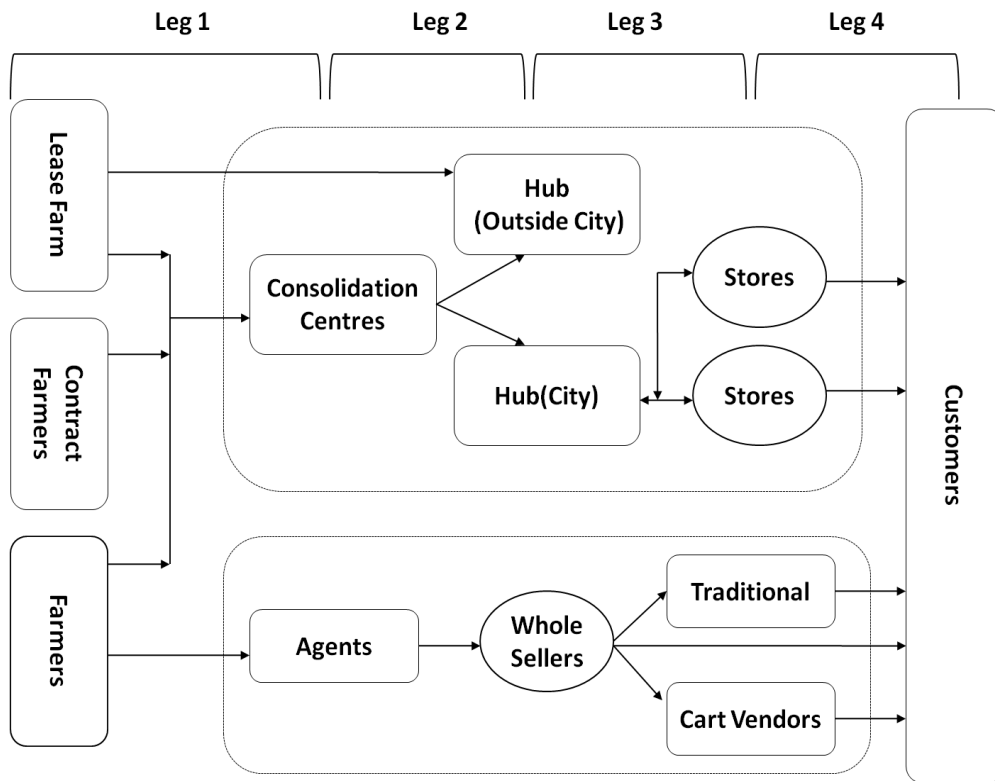 Leg 1
Leg 2
Leg 3
Leg 4
Lease Farm
Contract
Farmers
Farmers
Hub
(Outside City)
Consolidation
Centres
Hub(City)
Stores
Stores
Agents
Whole
Sellers
Traditional
Cart Vendors
Customers